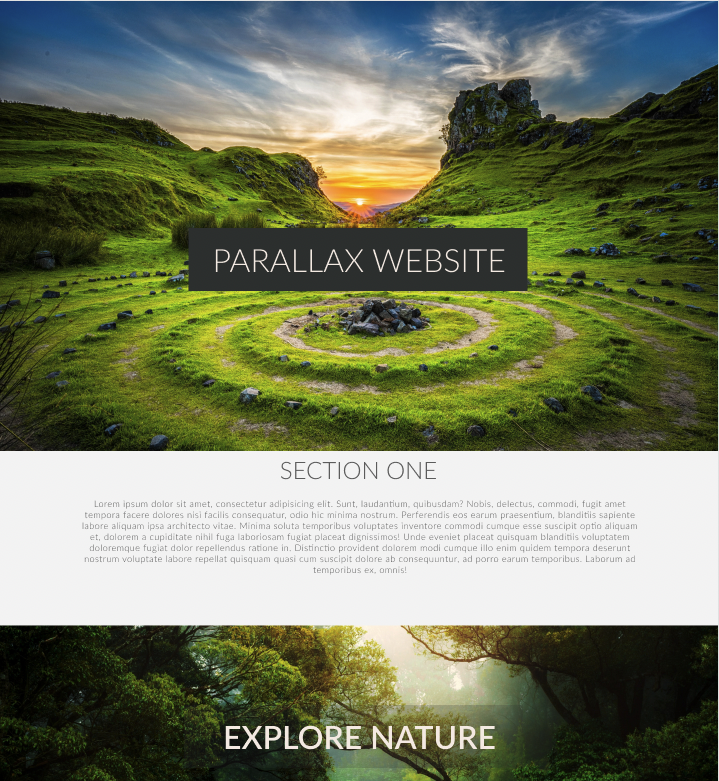 PARALLAX WEBSITE
SECTION ONE
Lorem ipsum dolor sit amet, consectetur adipisicing elit. Sunt, laudantium, quibusdam? Nobis, delectus, commodi, fugit amet
tempora facere dolores nisi facilis consequatur, odio hic minima nostrum. Perferendis eos earum praesentium, blanditiis sapiente
labore aliquam ipsa architecto vitae. Minima soluta temporibus voluptates inventore commodi cumque esse suscipit optio aliquam
et, dolorem a cupiditate nihil fuga laboriosam fugiat placeat dignissimos! Unde eveniet placeat quisquam blanditiis voluptatem
doloremque fugiat dolor repellendus ratione in. Distinctio provident dolorem modi cumque illo enim quidem tempora deserunt
nostrum voluptate labore repellat quisquam quasi cum suscipit dolore ab consequuntur, ad porro earum temporibus. Laborum ad
temporibus ex, omnis!
EXPLORE NATURE